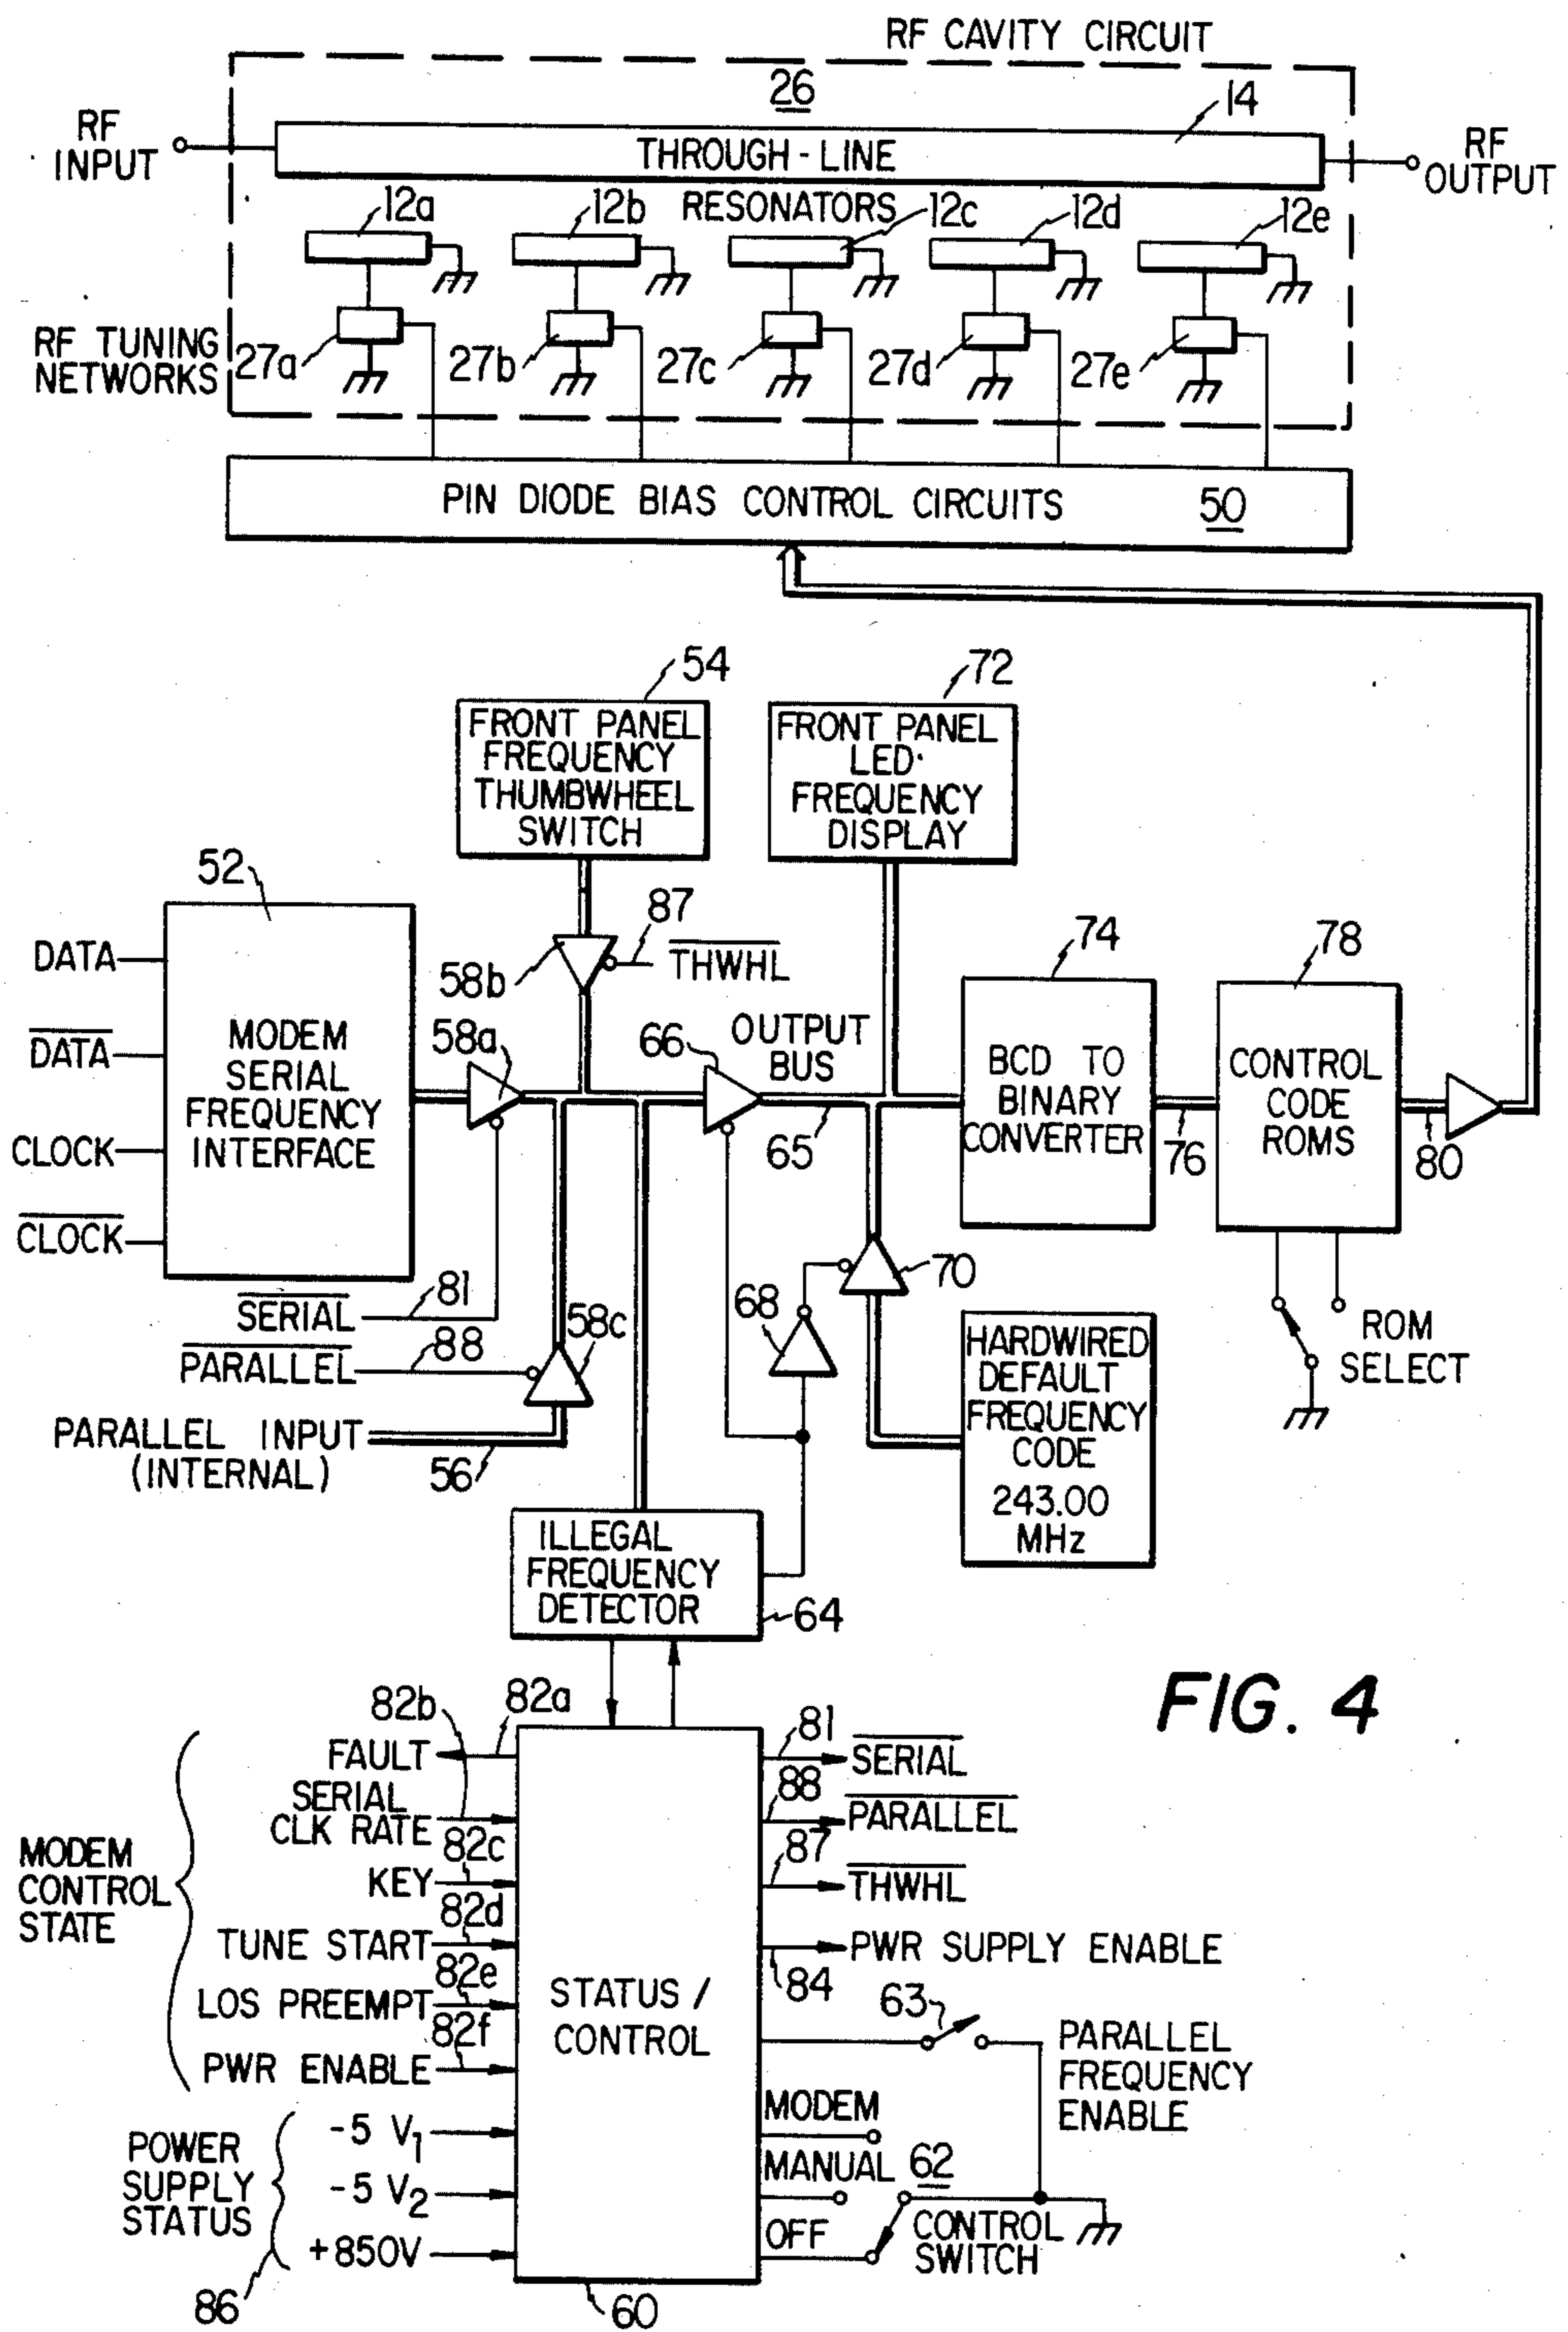 RF CAVITY CIRCUIT
26
14
RF
INPUT
THROUGH-LINE
RF
OUTPUT
RESONATORS
12a
12b
12c
12d
12e
RF TUNING
NETWORKS
27a
27b
27c
27d
27e
PIN DIODE BIAS CONTROL CIRCUITS 50
54
FRONT PANEL
FREQUENCY
THUMBWHEEL
SWITCH
72
FRONT PANEL
LED
FREQUENCY
DISPLAY
52
DATA
DATA
CLOCK
CLOCK
MODEM
SERIAL
FREQUENCY
INTERFACE
58b
87
THWHL
58a
66
OUTPUT
BUS
65
74
BCD TO
BINARY
CONVERTER
76
78
CONTROL
CODE
ROMS
80
SERIAL
81
PARALLEL
88
58c
PARALLEL INPUT
(INTERNAL)
56
68
70
HARDWIRED
DEFAULT
FREQUENCY
CODE
243.00
MHz
ROM
SELECT
ILLEGAL
FREQUENCY
DETECTOR
64
FIG. 4
MODEM
CONTROL
STATE
82b
82a
FAULT
SERIAL
CLK RATE
82c
KEY
82d
TUNE START
82e
LOS PREEMPT
82f
PWR ENABLE
POWER
SUPPLY
STATUS
-5 V1
-5 V2
+850V
86
STATUS /
CONTROL
60
81
SERIAL
88
PARALLEL
87
THWHL
PWR SUPPLY ENABLE
84
63
PARALLEL
FREQUENCY
ENABLE
MODEM
MANUAL
62
OFF
CONTROL
SWITCH